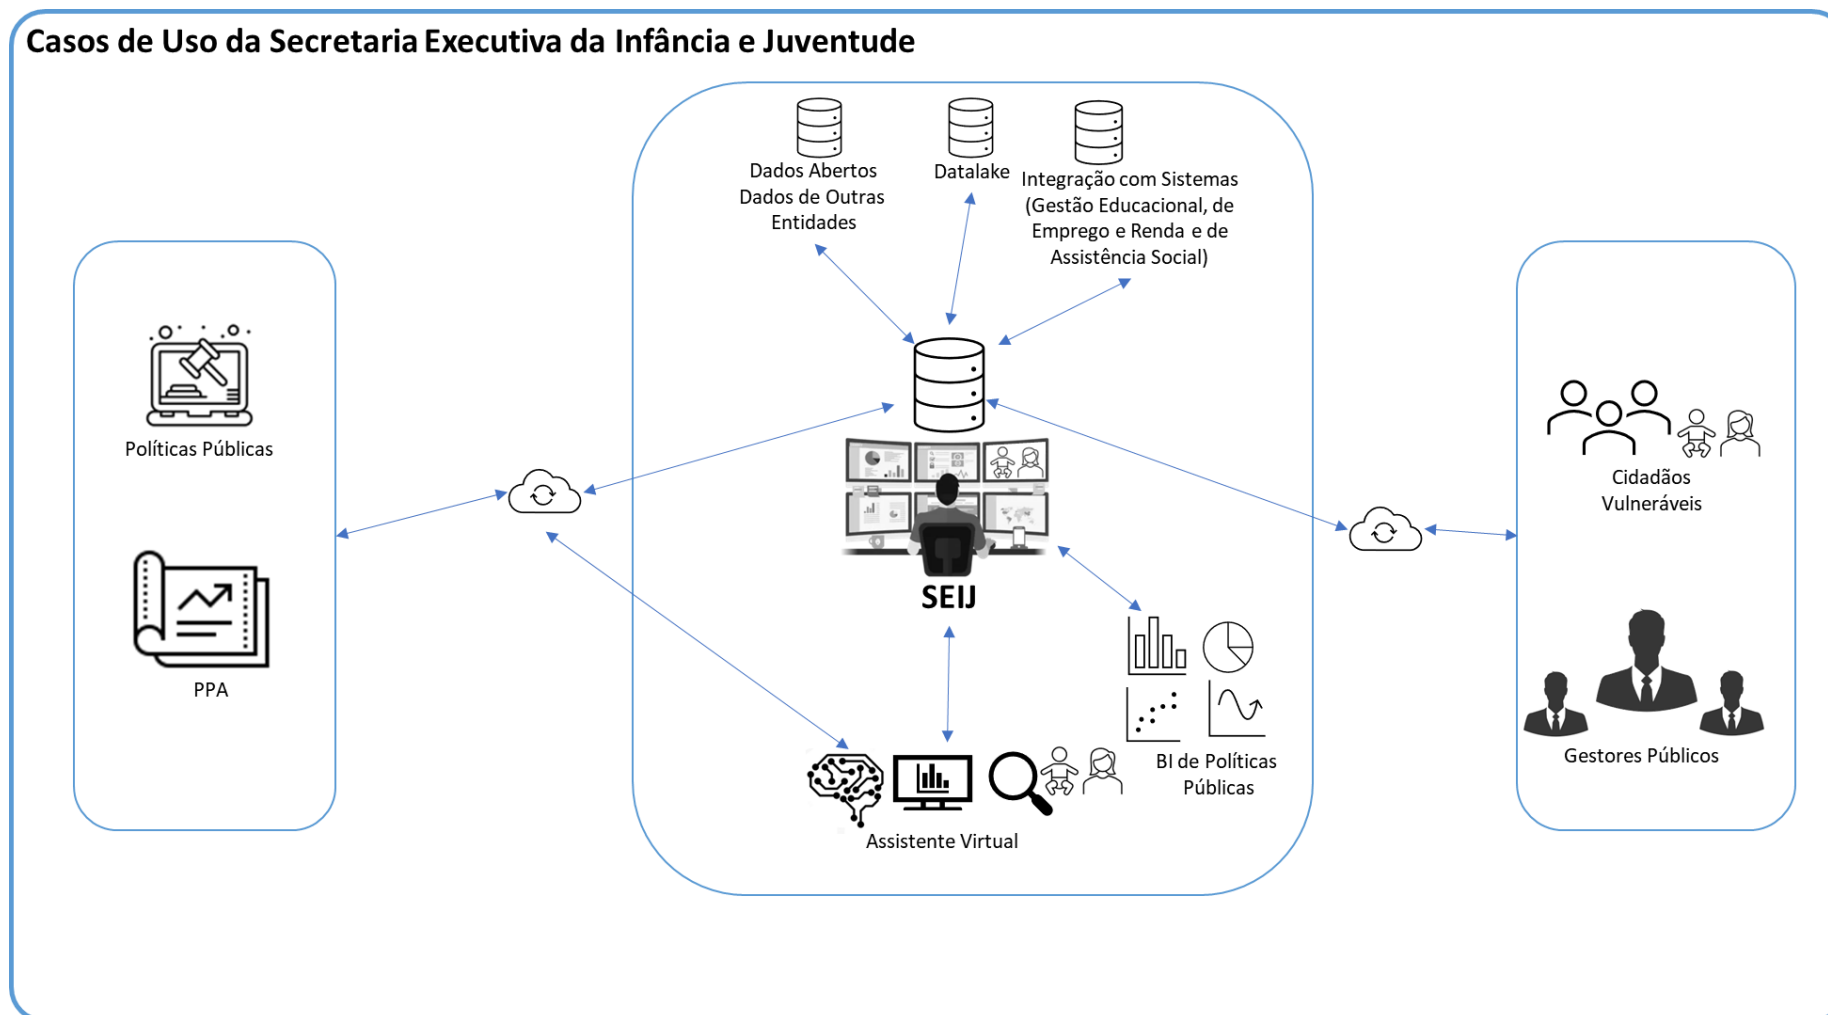 Casos de Uso da Secretaria Executiva da Infância e Juventude
Dados Abertos
Dados de Outras
Entidades
Datalake
Integração com Sistemas
(Gestão Educacional, de
Emprego e Renda e de
Assistência Social)
Políticas Públicas
PPA
SEIJ
Assistente Virtual
BI de Políticas
Públicas
Cidadãos
Vulneráveis
Gestores Públicos